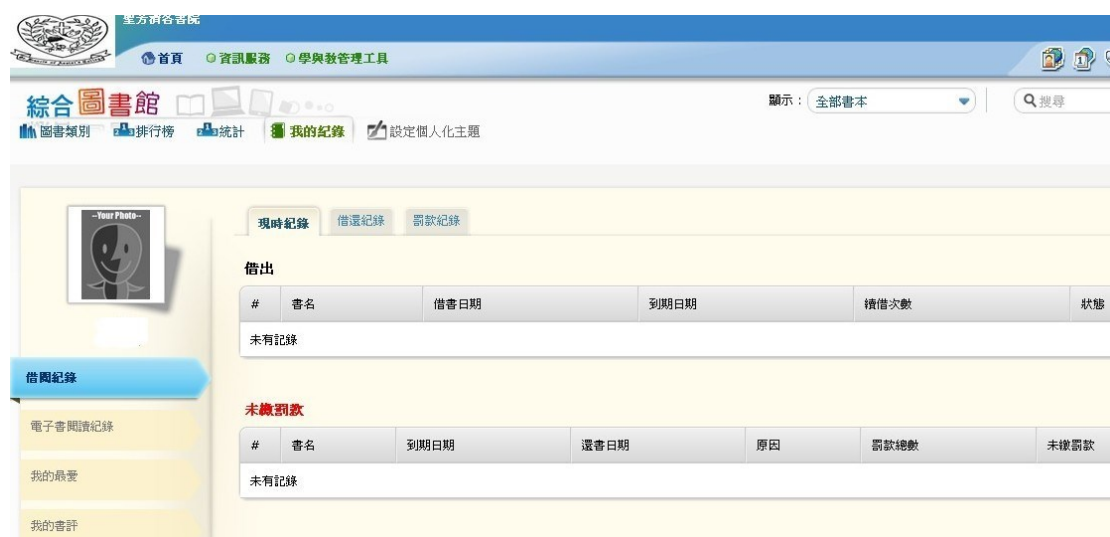 聖芳濟各書院
首頁 資訊服務 學與教管理工具
綜合圖書館
顯示： 全部書本 搜尋
圖書類別 排行榜 統計 我的紀錄 設定個人化主題
--Your Photo--
現時紀錄 借還紀錄 罰款紀錄
借出
# 書名 借書日期 到期日期 續借次數 狀態
未有記錄
借閱紀錄
未繳罰款
電子書閱讀紀錄
# 書名 到期日期 還書日期 原因 罰款總數 未繳罰款
我的最愛
未有記錄
我的書評